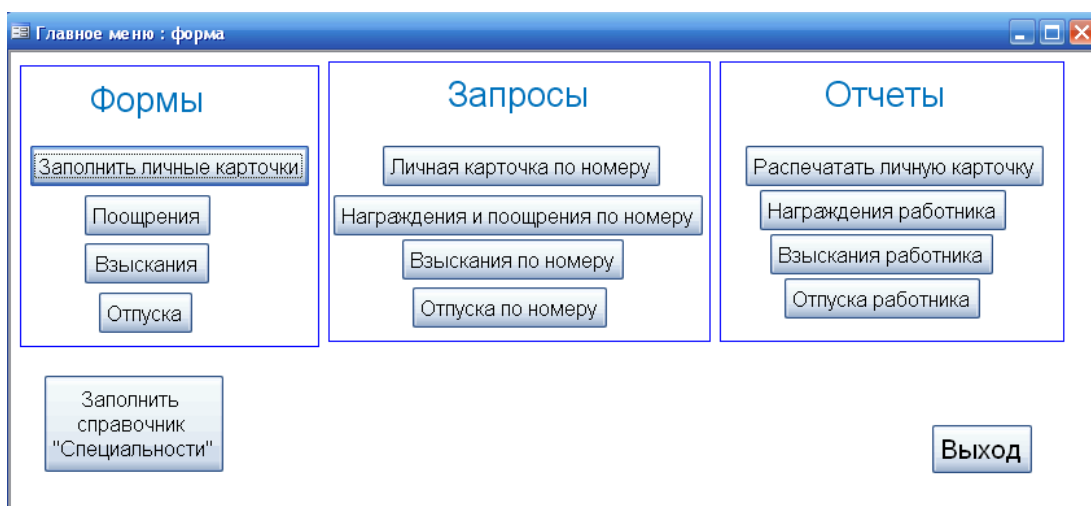 Главное меню : форма
Формы
Заполнить личные карточки
Поощрения
Взыскания
Отпуска
Запросы
Личная карточка по номеру
Награждения и поощрения по номеру
Взыскания по номеру
Отпуска по номеру
Отчеты
Распечатать личную карточку
Награждения работника
Взыскания работника
Отпуска работника
Заполнить
справочник
"Специальности"
Выход